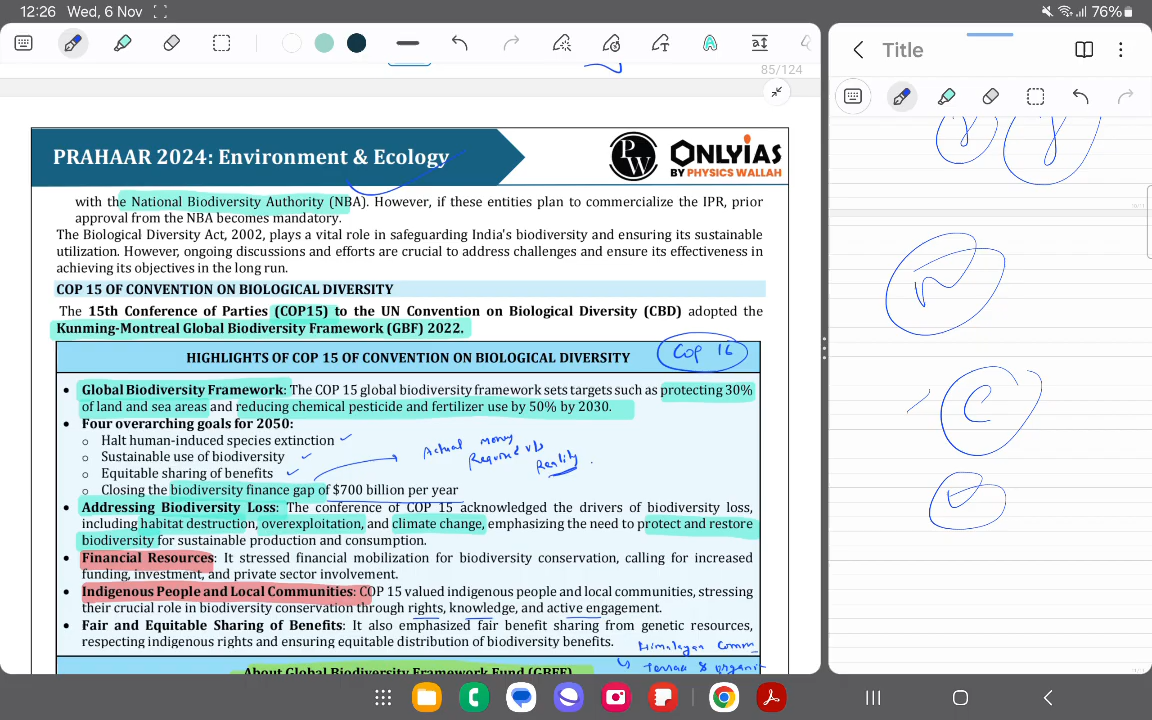 12:26 Wed, 6 Nov 76%
Title
85/124
PRAHAAR 2024: Environment & Ecology
PW ONLYIAS
BY PHYSICS WALLAH
with the National Biodiversity Authority (NBA). However, if these entities plan to commercialize the IPR, prior
approval from the NBA becomes mandatory.
The Biological Diversity Act, 2002, plays a vital role in safeguarding India's biodiversity and ensuring its sustainable
utilization. However, ongoing discussions and efforts are crucial to address challenges and ensure its effectiveness in
achieving its objectives in the long run.
COP 15 OF CONVENTION ON BIOLOGICAL DIVERSITY
The 15th Conference of Parties (COP15) to the UN Convention on Biological Diversity (CBD) adopted the
Kunming-Montreal Global Biodiversity Framework (GBF) 2022.
HIGHLIGHTS OF COP 15 OF CONVENTION ON BIOLOGICAL DIVERSITY Cop 16
• Global Biodiversity Framework: The COP 15 global biodiversity framework sets targets such as protecting 30%
of land and sea areas and reducing chemical pesticide and fertilizer use by 50% by 2030.
• Four overarching goals for 2050:
o Halt human-induced species extinction
o Sustainable use of biodiversity
o Equitable sharing of benefits
o Closing the biodiversity finance gap of $700 billion per year
Actual money
Required v/s
Reality
• Addressing Biodiversity Loss: The conference of COP 15 acknowledged the drivers of biodiversity loss,
including habitat destruction, overexploitation, and climate change, emphasizing the need to protect and restore
biodiversity for sustainable production and consumption.
• Financial Resources: It stressed financial mobilization for biodiversity conservation, calling for increased
funding, investment, and private sector involvement.
• Indigenous People and Local Communities: COP 15 valued indigenous people and local communities, stressing
their crucial role in biodiversity conservation through rights, knowledge, and active engagement.
• Fair and Equitable Sharing of Benefits: It also emphasized fair benefit sharing from genetic resources,
respecting indigenous rights and ensuring equitable distribution of biodiversity benefits.
Himalayan Comm
About Global Biodiversity Framework Fund (GBFF)
C